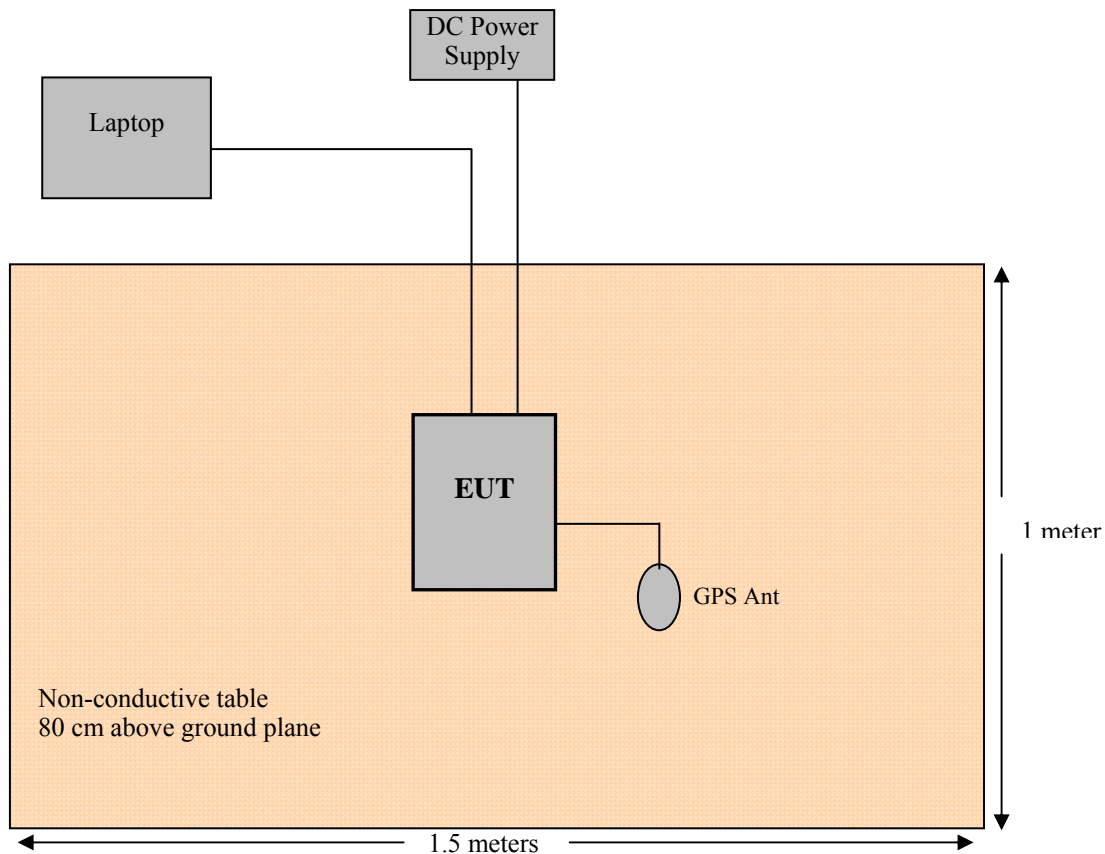 DC Power
Supply
Laptop
EUT
1 meter
GPS Ant
Non-conductive table
80 cm above ground plane
1.5 meters